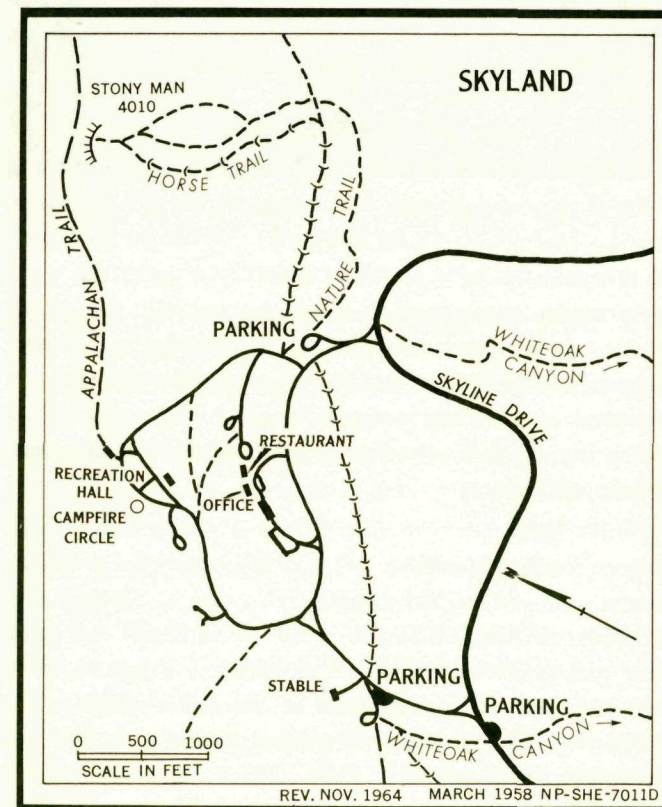 SKYLAND
STONY MAN
4010
HORSE TRAIL
APPALACHAN TRAIL
NATURE TRAIL
PARKING
WHITEOAK
CANYON
SKYLINE DRIVE
RESTAURANT
RECREATION
HALL
OFFICE
CAMPFIRE
CIRCLE
N
STABLE
PARKING
PARKING
WHITEOAK CANYON
0 500 1000
SCALE IN FEET
REV. NOV. 1964 MARCH 1958 NP-SHE-7011D